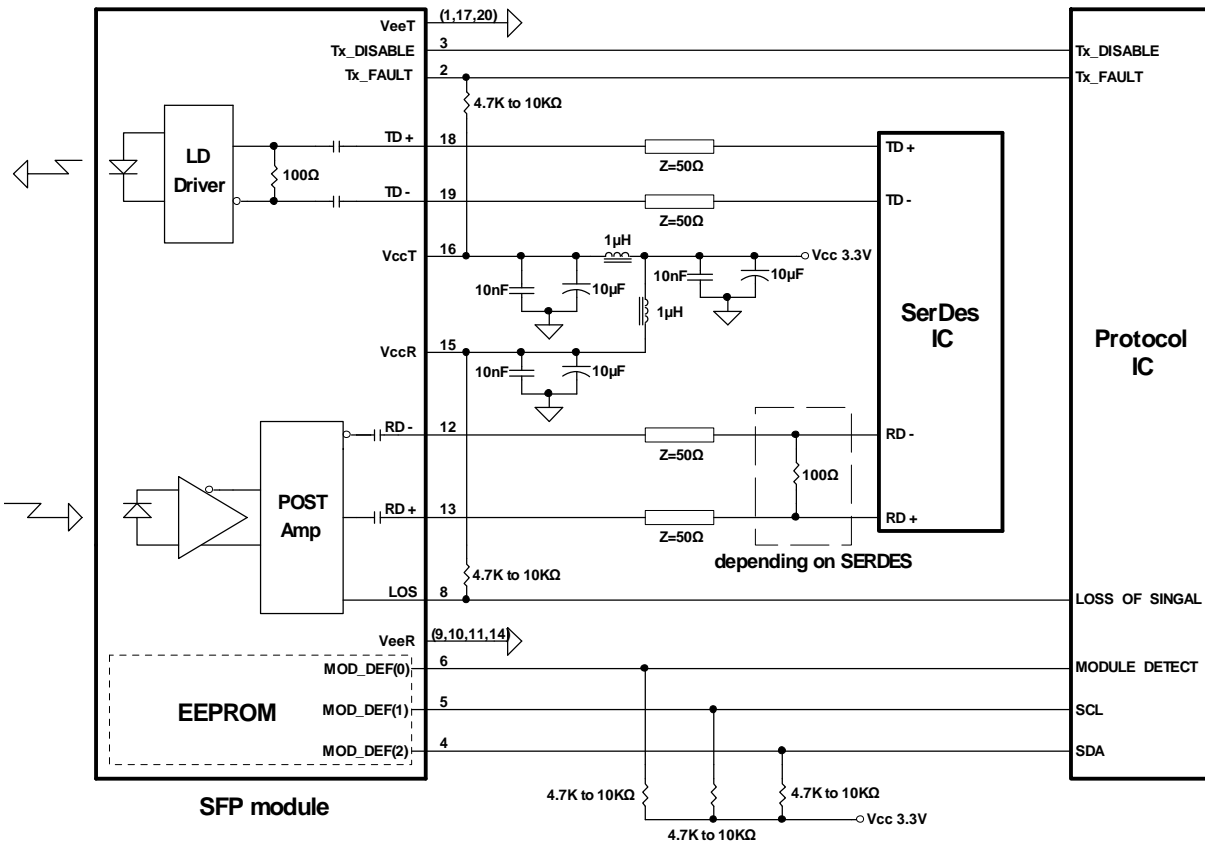 VeeT (1,17,20)
Tx_DISABLE 3 Tx_DISABLE
Tx_FAULT 2 Tx_FAULT
4.7K to 10KΩ
LD
Driver
100Ω
TD + 18 Z=50Ω TD +
TD - 19 Z=50Ω TD -
1μH
VccT 16 Vcc 3.3V
10nF 10μF 10nF 10μF
1μH
SerDes
IC
Protocol
IC
VccR 15
10nF 10μF
RD - 12 Z=50Ω RD -
100Ω
POST
Amp
RD + 13 Z=50Ω RD +
depending on SERDES
4.7K to 10KΩ
LOS 8 LOSS OF SINGAL
VeeR (9,10,11,14)
MOD_DEF(0) 6 MODULE DETECT
EEPROM
MOD_DEF(1) 5 SCL
MOD_DEF(2) 4 SDA
SFP module
4.7K to 10KΩ 4.7K to 10KΩ
Vcc 3.3V
4.7K to 10KΩ